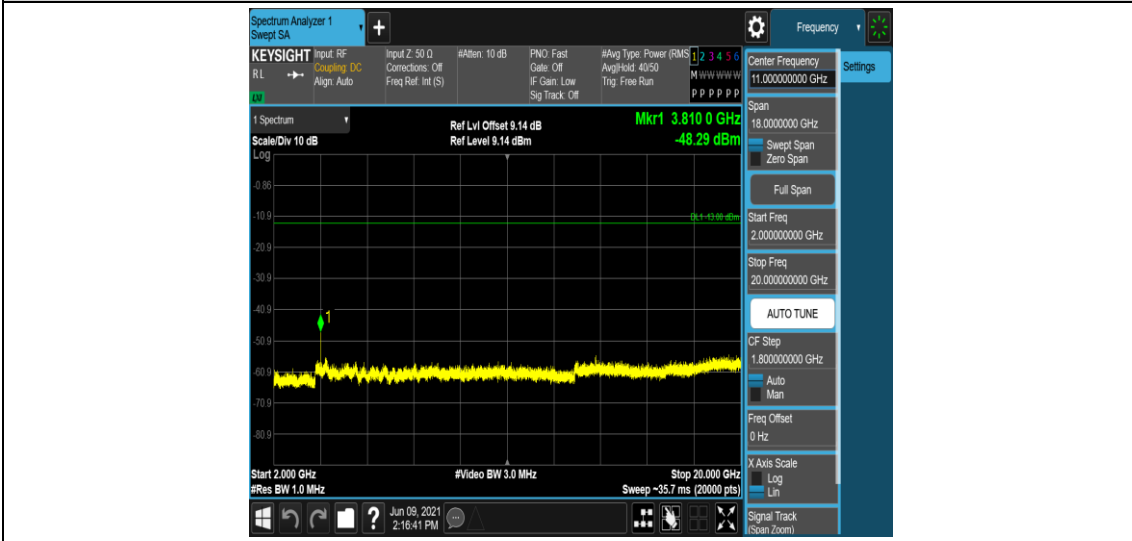 Spectrum Analyzer 1
Swept SA
Frequency
KEYSIGHT
RL
Input: RF
Coupling: DC
Align: Auto
Input Z: 50 Ω
Corrections: Off
Freq Ref: Int (S)
#Atten: 10 dB
PNO: Fast
Gate: Off
IF Gain: Low
Sig Track: Off
#Avg Type: Power (RMS
Avg|Hold: 40/50
Trig: Free Run
1 2 3 4 5 6
M W W W W W
P P P P P P
1 Spectrum
Scale/Div 10 dB
Log
Ref Lvl Offset 9.14 dB
Ref Level 9.14 dBm
Mkr1 3.810 0 GHz
-48.29 dBm
-0.86
-10.9
DL1 -13.00 dBm
-20.9
-30.9
-40.9
1
-50.9
-60.9
-70.9
-80.9
Start 2.000 GHz
#Video BW 3.0 MHz
Stop 20.000 GHz
#Res BW 1.0 MHz
Sweep ~35.7 ms (20000 pts)
?
Jun 09, 2021
2:16:41 PM
Center Frequency
11.000000000 GHz
Settings
Span
18.0000000 GHz
Swept Span
Zero Span
Full Span
Start Freq
2.000000000 GHz
Stop Freq
20.000000000 GHz
AUTO TUNE
CF Step
1.800000000 GHz
Auto
Man
Freq Offset
0 Hz
X Axis Scale
Log
Lin
Signal Track
(Span Zoom)